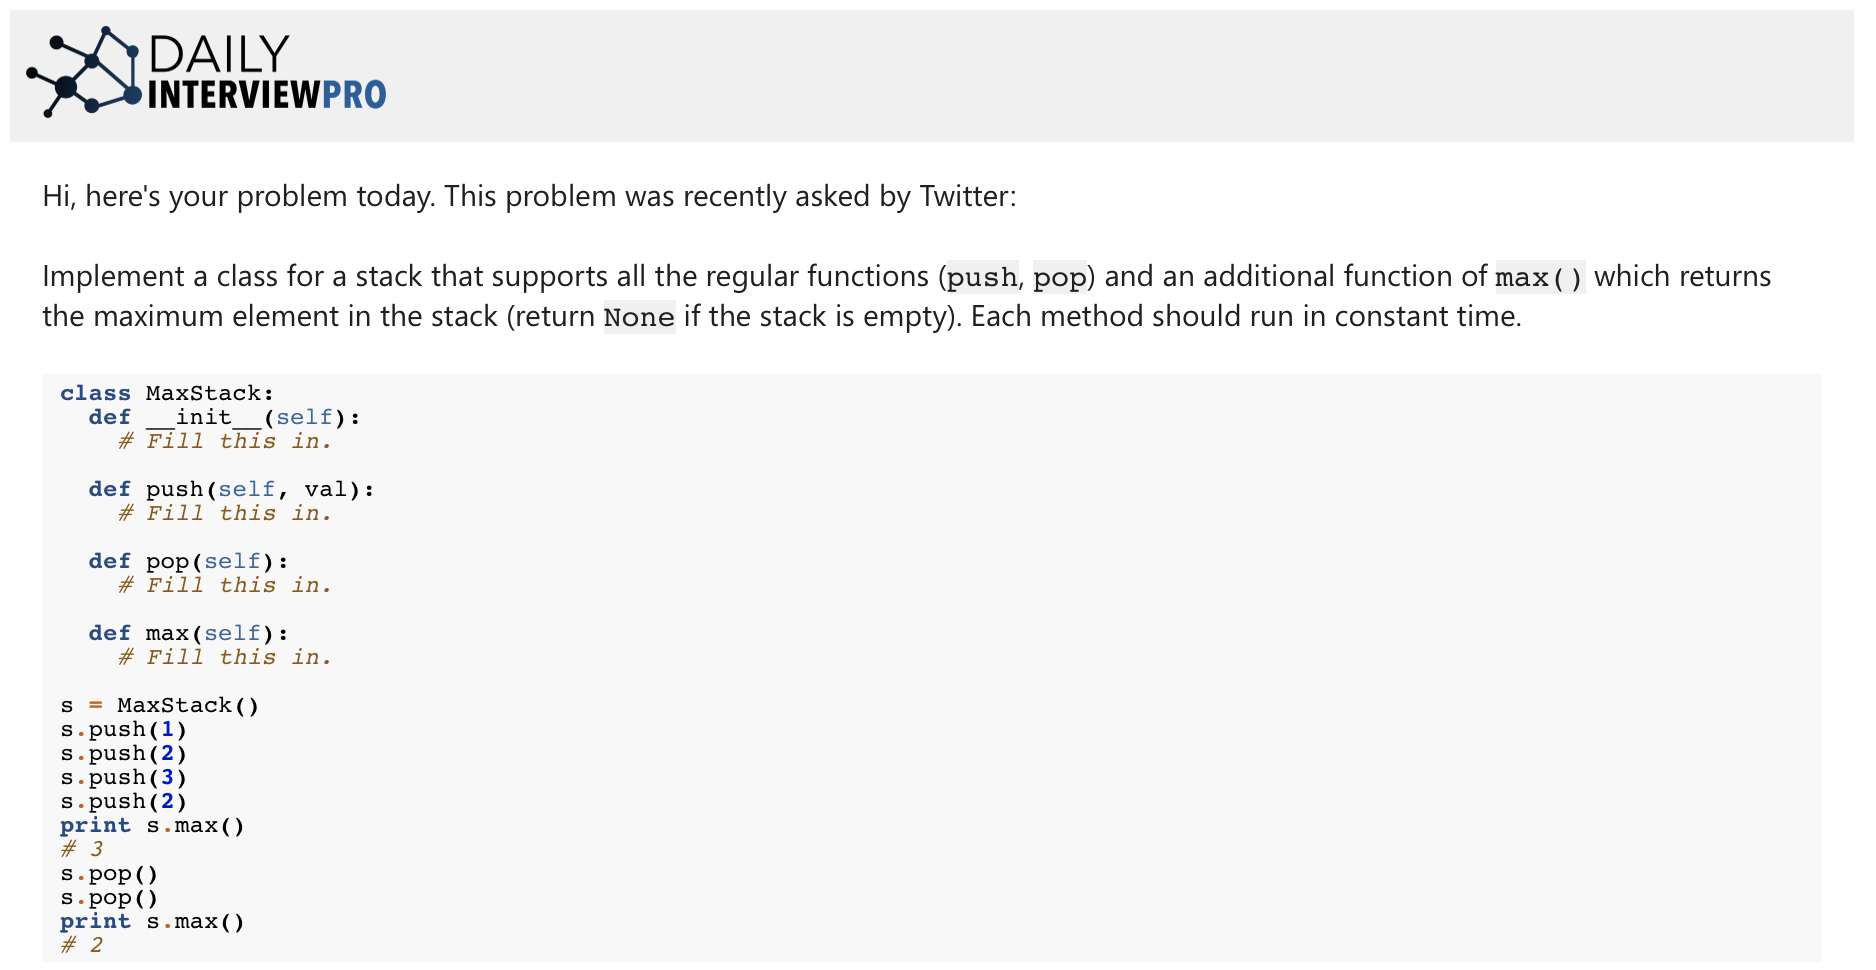 DAILY
INTERVIEWPRO
Hi, here's your problem today. This problem was recently asked by Twitter:
Implement a class for a stack that supports all the regular functions (push, pop) and an additional function of max() which returns
the maximum element in the stack (return None if the stack is empty). Each method should run in constant time.
class MaxStack:
  def __init__(self):
    # Fill this in.
  def push(self, val):
    # Fill this in.
  def pop(self):
    # Fill this in.
  def max(self):
    # Fill this in.
s = MaxStack()
s.push(1)
s.push(2)
s.push(3)
s.push(2)
print s.max()
# 3
s.pop()
s.pop()
print s.max()
# 2